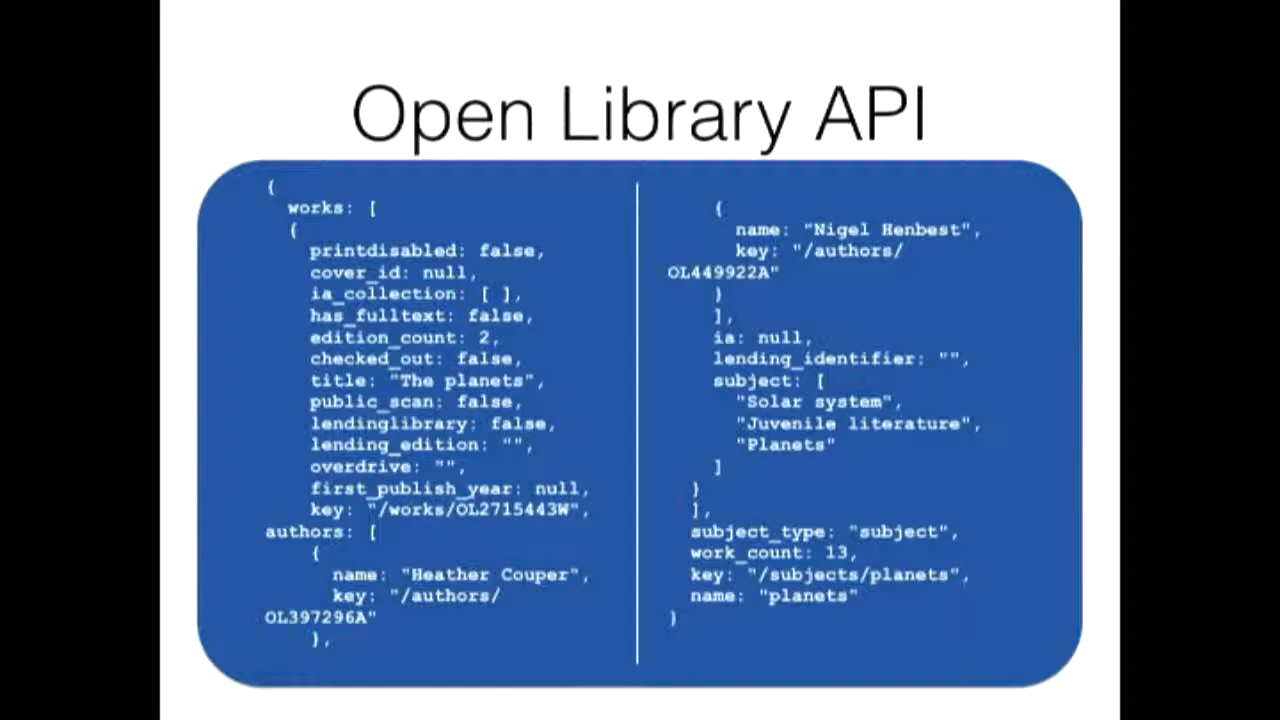 Open Library API
{
works: [
{
printdisabled: false,
cover_id: null,
ia_collection: [ ],
has_fulltext: false,
edition_count: 2,
checked_out: false,
title: "The planets",
public_scan: false,
lendinglibrary: false,
lending_edition: "",
overdrive: "",
first_publish_year: null,
key: "/works/OL2715443W",
authors: [
{
name: "Heather Couper",
key: "/authors/
OL397296A"
},
{
name: "Nigel Henbest",
key: "/authors/
OL449922A"
}
],
ia: null,
lending_identifier: "",
subject: [
"Solar system",
"Juvenile literature",
"Planets"
]
}
],
subject_type: "subject",
work_count: 13,
key: "/subjects/planets",
name: "planets"
}